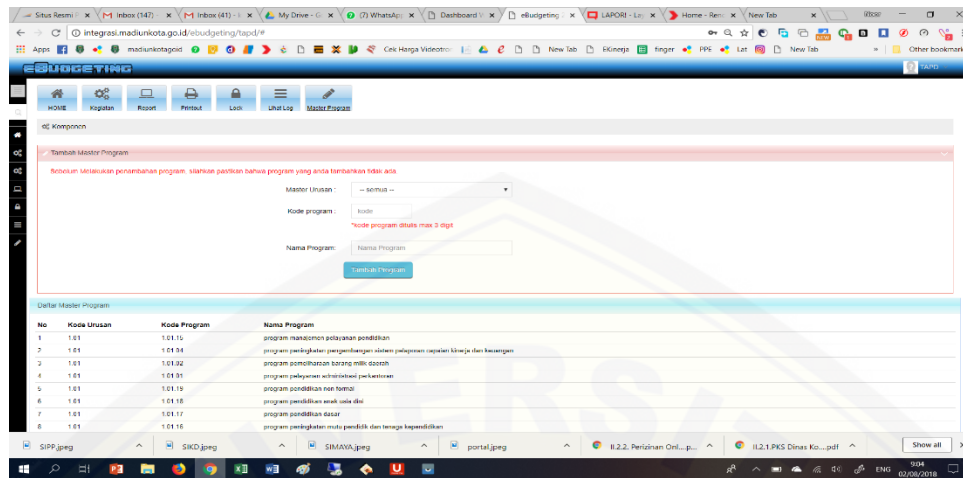 Situs Resmi P
Inbox (142) -
Inbox (41) - k
My Drive - G
(7) WhatsApp
Dashboard V
eBudgeting
LAPOR! - La
Home - Ren
New Tab
integrasi.madiunkota.go.id/ebudgeting/tapd/#
Apps
madiunkotagoid
Cek Harga Videotron
New Tab
EKinerja
finger
PPE
Lat
New Tab
Other bookmark
EBUDGETING
TAPD
HOME
Kegiatan
Report
Printout
Lock
Lihat Log
Master Program
Komponen
Tambah Master Program
Sebelum Melakukan penambahan program, silahkan pastikan bahwa program yang anda tambahkan tidak ada.
Master Urusan :
-- semua --
Kode program :
kode
*kode program ditulis max 3 digit
Nama Program:
Nama Program
Tambah Program
Daftar Master Program
No Kode Urusan Kode Program Nama Program
1 1.01 1.01.15 program manajemen pelayanan pendidikan
2 1.01 1.01.04 program peningkatan pengembangan sistem pelaporan capaian kinerja dan keuangan
3 1.01 1.01.02 program pemeliharaan barang milik daerah
4 1.01 1.01.01 program pelayanan administrasi perkantoran
5 1.01 1.01.19 program pendidikan non formal
6 1.01 1.01.18 program pendidikan anak usia dini
7 1.01 1.01.17 program pendidikan dasar
8 1.01 1.01.16 program peningkatan mutu pendidik dan tenaga kependidikan
SIPP.jpeg
SIKD.jpeg
SIMAYA.jpeg
portal.jpeg
II.2.2. Perizinan Onl....p...
II.2.1.PKS Dinas Ko....pdf
Show all
ENG
9:04
02/08/2018